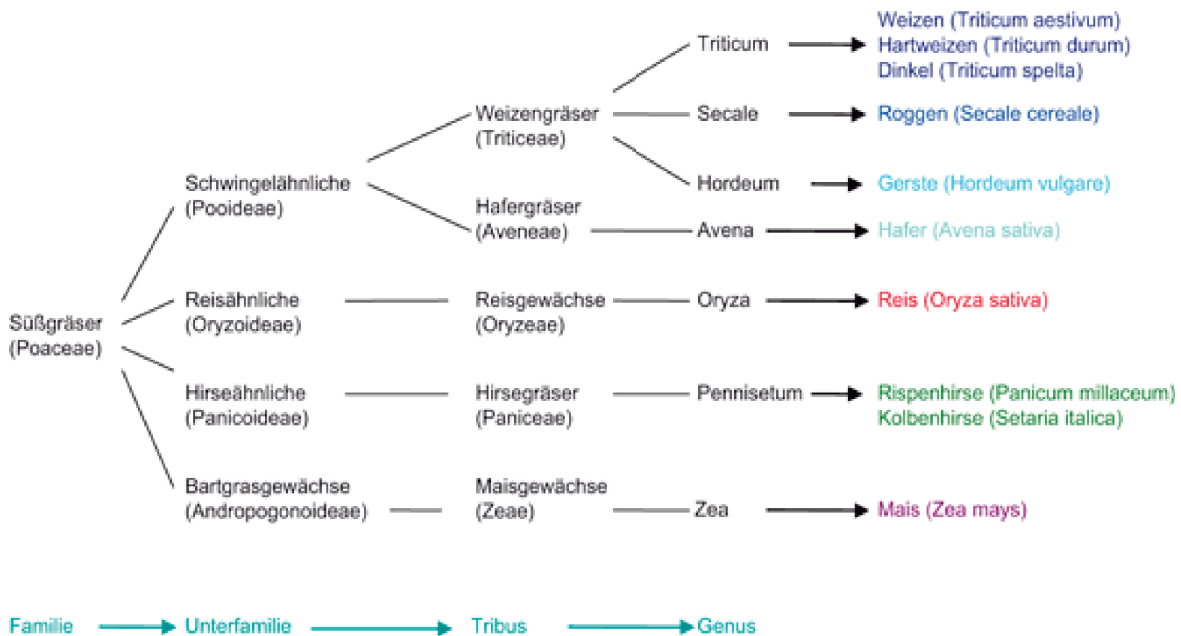 Weizen (Triticum aestivum)
Triticum
Hartweizen (Triticum durum)
Dinkel (Triticum spelta)
Weizengräser
(Triticeae)
Secale
Roggen (Secale cereale)
Schwingelähnliche
(Pooideae)
Hordeum
Gerste (Hordeum vulgare)
Hafergräser
(Aveneae)
Avena
Hafer (Avena sativa)
Süßgräser
(Poaceae)
Reisähnliche
(Oryzoideae)
Reisgewächse
(Oryzeae)
Oryza
Reis (Oryza sativa)
Hirseähnliche
(Panicoideae)
Hirsegräser
(Paniceae)
Pennisetum
Rispenhirse (Panicum millaceum)
Kolbenhirse (Setaria italica)
Bartgrasgewächse
(Andropogonoideae)
Maisgewächse
(Zeae)
Zea
Mais (Zea mays)
Familie
Unterfamilie
Tribus
Genus